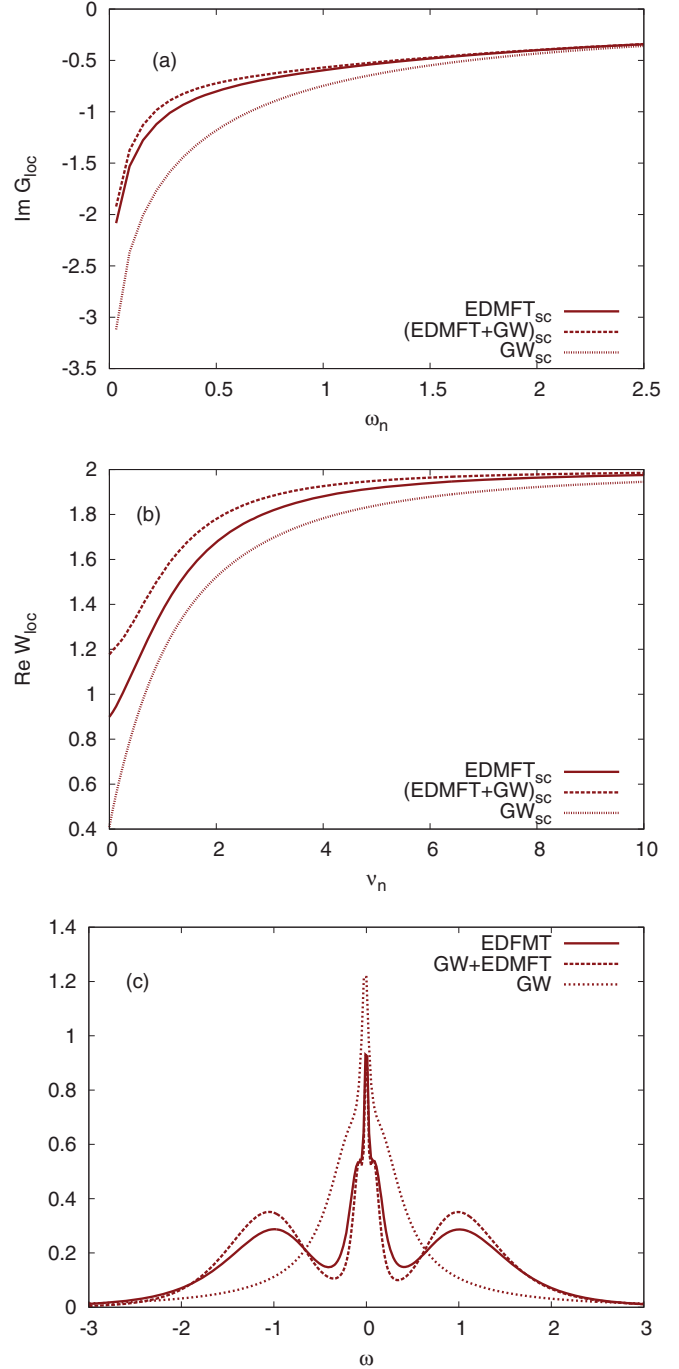 0
-0.5
-1
-1.5
-2
-2.5
-3
-3.5
Im G_loc
(a)
EDMFT_sc
(EDMFT+GW)_sc
GW_sc
0 0.5 1 1.5 2 2.5
ω_n
2
1.8
1.6
1.4
1.2
1
0.8
0.6
0.4
Re W_loc
(b)
EDMFT_sc
(EDMFT+GW)_sc
GW_sc
0 2 4 6 8 10
ν_n
1.4
1.2
1
0.8
0.6
0.4
0.2
0
(c)
EDFMT
GW+EDMFT
GW
-3 -2 -1 0 1 2 3
ω